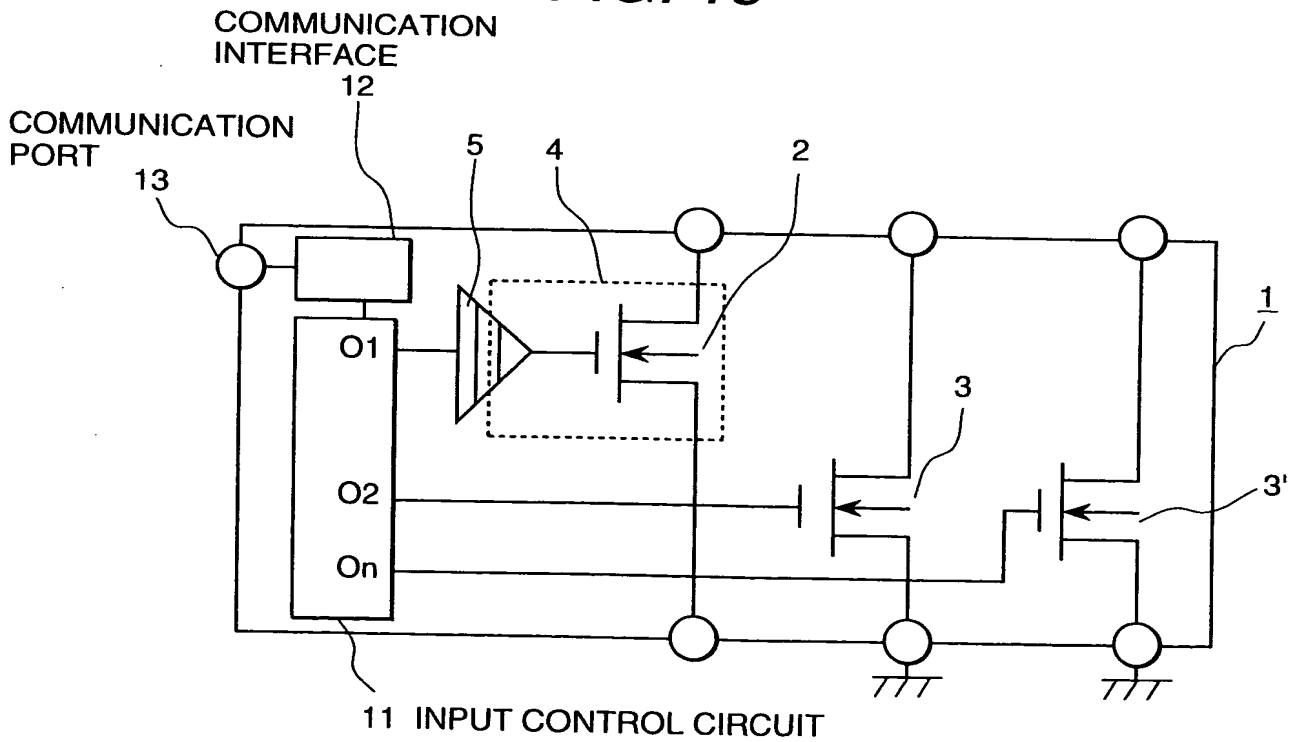 COMMUNICATION
INTERFACE
12
COMMUNICATION
PORT
13
5
4
2
1
O1
3
O2
3'
On
11 INPUT CONTROL CIRCUIT